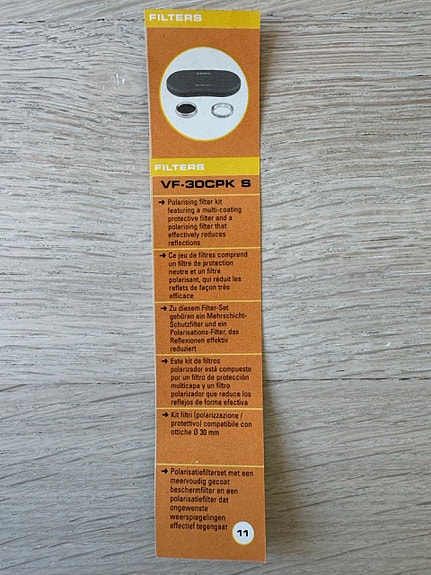 FILTERS
FILTERS
VF-30CPK S
→ Polarising filter kit
featuring a multi-coating
protective filter and a
polarising filter that
effectively reduces
reflections
→ Ce jeu de filtres comprend
un filtre de protection
neutre et un filtre
polarisant, qui réduit les
reflets de façon très
efficace
→ Zu diesem Filter-Set
gehören ein Mehrschicht-
Schutzfilter und ein
Polarisations-Filter, das
Reflexionen effektiv
reduziert
→ Este kit de filtros
polarizador está compuesto
por un filtro de protección
multicapa y un filtro
polarizador que reduce los
reflejos de forma efectiva
→ Kit filtri (polarizzazione /
protettivo) compatibile con
ottiche Ø 30 mm
→ Polarisatiefilterset met een
meervoudig gecoat
beschermfilter en een
polarisatiefilter dat
ongewenste
weerspiegelingen
effectief tegengaat
11